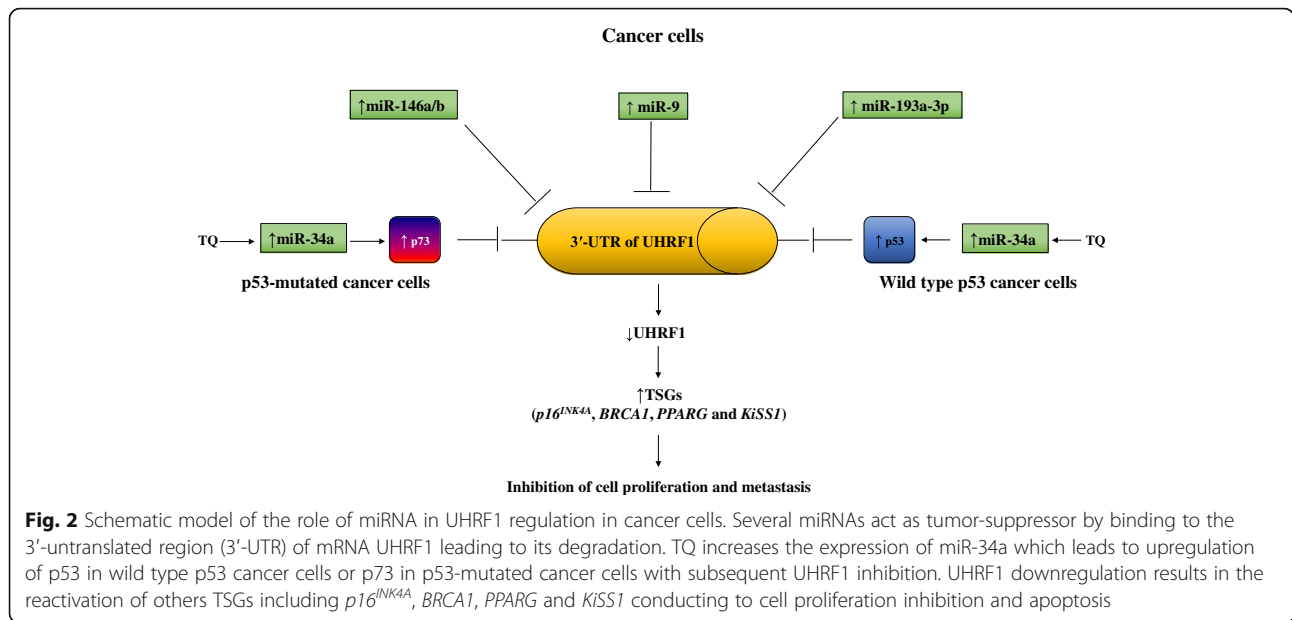 Cancer cells
↑miR-146a/b
↑ miR-9
↑ miR-193a-3p
TQ
↑miR-34a
↑ p73
3′-UTR of UHRF1
↑ p53
↑miR-34a
TQ
p53-mutated cancer cells
Wild type p53 cancer cells
↓UHRF1
↑TSGs
(p16^INK4A, BRCA1, PPARG and KiSS1)
Inhibition of cell proliferation and metastasis
Fig. 2 Schematic model of the role of miRNA in UHRF1 regulation in cancer cells. Several miRNAs act as tumor-suppressor by binding to the
3′-untranslated region (3′-UTR) of mRNA UHRF1 leading to its degradation. TQ increases the expression of miR-34a which leads to upregulation
of p53 in wild type p53 cancer cells or p73 in p53-mutated cancer cells with subsequent UHRF1 inhibition. UHRF1 downregulation results in the
reactivation of others TSGs including p16^INK4A, BRCA1, PPARG and KiSS1 conducting to cell proliferation inhibition and apoptosis